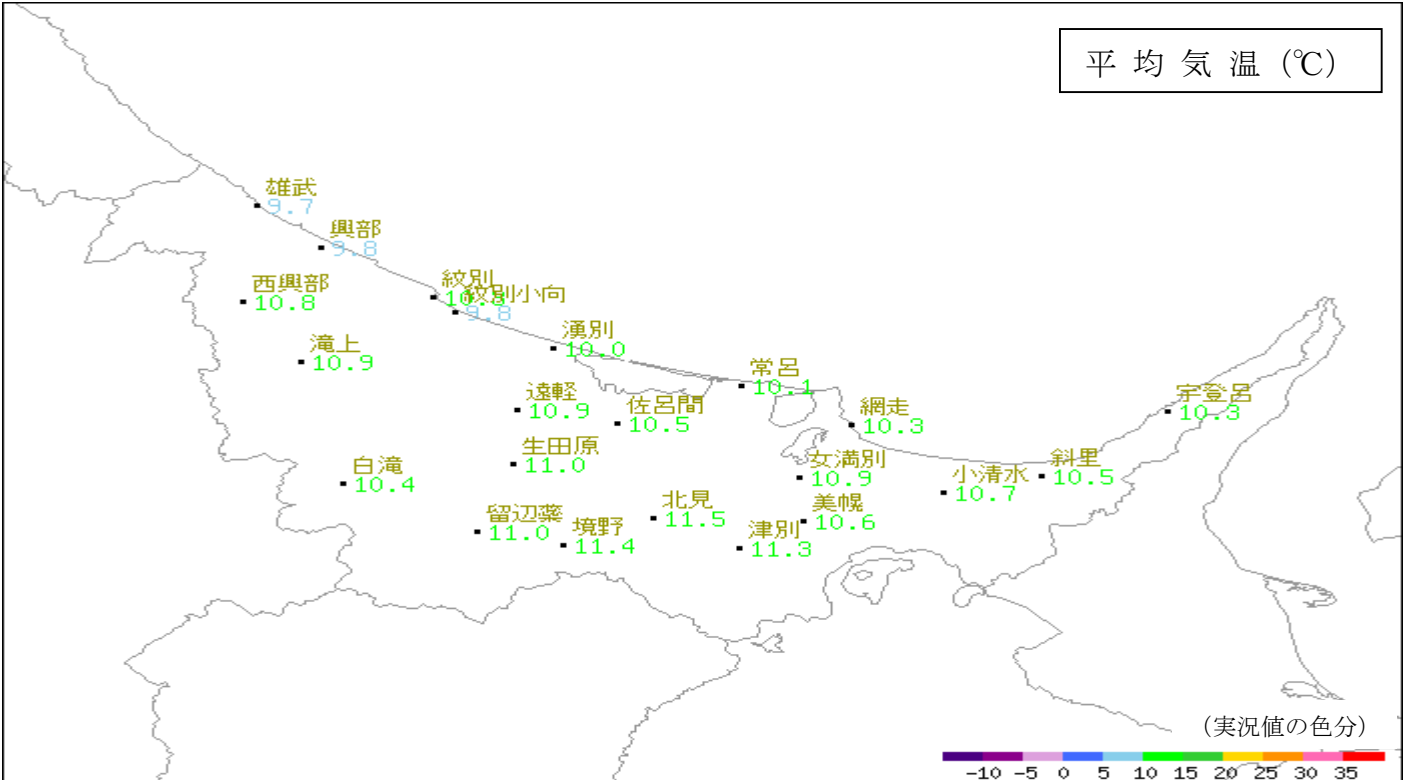 平 均 気 温 (℃)
雄武
9.7
興部
9.8
西興部
10.8
紋別
紋別小向
9.8
滝上
10.9
湧別
10.0
常呂
10.1
遠軽
10.9
佐呂間
10.5
網走
10.3
宇登呂
10.3
生田原
11.0
白滝
10.4
女満別
10.9
小清水
10.7
斜里
10.5
留辺蘂
11.0
境野
11.4
北見
11.5
美幌
10.6
津別
11.3
(実況値の色分)
-10 -5 0 5 10 15 20 25 30 35